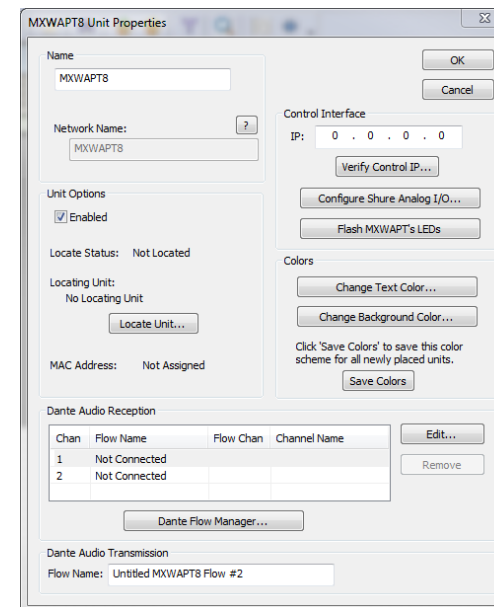 MXWAPT8 Unit Properties
Name
MXWAPT8
Network Name:
?
MXWAPT8
OK
Cancel
Control Interface
IP: 0 . 0 . 0 . 0
Verify Control IP...
Configure Shure Analog I/O...
Flash MXWAPT's LEDs
Unit Options
Enabled
Locate Status: Not Located
Locating Unit:
No Locating Unit
Locate Unit...
MAC Address: Not Assigned
Colors
Change Text Color...
Change Background Color...
Click 'Save Colors' to save this color
scheme for all newly placed units.
Save Colors
Dante Audio Reception
Chan Flow Name Flow Chan Channel Name
1 Not Connected
2 Not Connected
Edit...
Remove
Dante Flow Manager...
Dante Audio Transmission
Flow Name: Untitled MXWAPT8 Flow #2